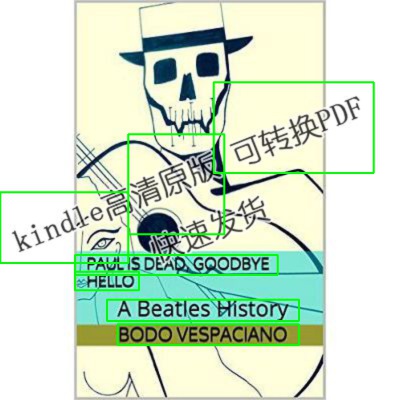 kindle高清原版 可转换PDF
快速发货
PAUL IS DEAD, GOODBYE
HELLO
A Beatles History
BODO VESPACIANO